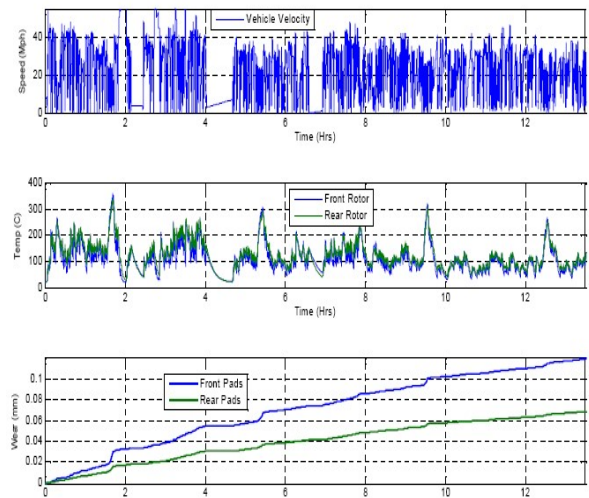 Vehicle Velocity
Speed (Mph)
40
20
0
0 2 4 6 8 10 12
Time (Hrs)
Front Rotor
Rear Rotor
Temp (C)
400
300
200
100
0
0 2 4 6 8 10 12
Time (Hrs)
Front Pads
Rear Pads
Wear (mm)
0.1
0.08
0.06
0.04
0.02
0
0 2 4 6 8 10 12
Time (Hrs)